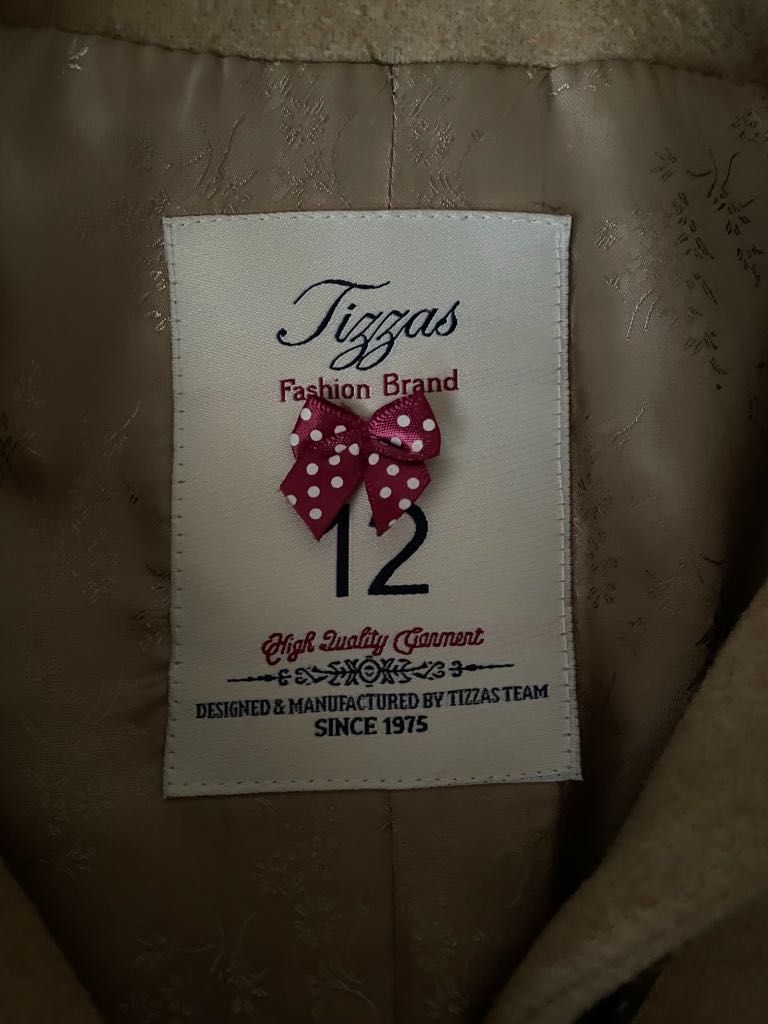 Tizzas
Fashion Brand
12
High Quality Garment
DESIGNED & MANUFACTURED BY TIZZAS TEAM
SINCE 1975